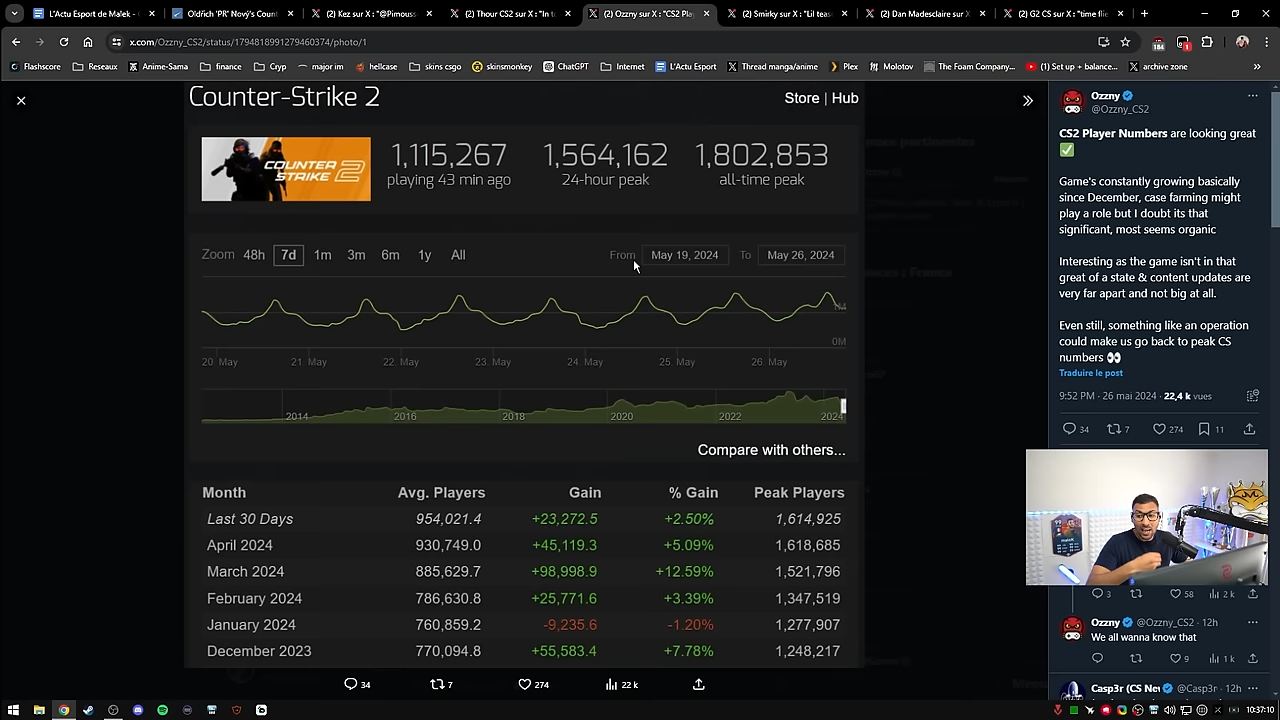 L'Actu Esport de Malek -
Oldřich 'PR' Nový's Count
Kez sur X : "@Pimouss
Thour CS2 sur X : "In to
Ozzny sur X : "CS2 Play
Smirky sur X : "Lil teas
Dan Madesclaire sur X
G2 CS sur X : "time flie
x.com/Ozzny_CS2/status/1794818991279460374/photo/1
184
1
Flashscore
Reseaux
Anime-Sama
finance
Cryp
major im
hellcase
skins csgo
skinsmonkey
ChatGPT
Internet
L'Actu Esport
Thread manga/anime
Plex
Molotov
The Foam Company...
(1) Set up + balance...
archive zone
Counter-Strike 2
Store | Hub
COUNTER
STRIKE 2
1,115,267
playing 43 min ago
1,564,162
24-hour peak
1,802,853
all-time peak
Zoom 48h 7d 1m 3m 6m 1y All
From May 19, 2024 To May 26, 2024
1M
0M
20 May 21 May 22 May 23 May 24 May 25 May 26 May
2014 2016 2018 2020 2022 2024
Compare with others...
Month Avg. Players Gain % Gain Peak Players
Last 30 Days 954,021.4 +23,272.5 +2.50% 1,614,925
April 2024 930,749.0 +45,119.3 +5.09% 1,618,685
March 2024 885,629.7 +98,998.9 +12.59% 1,521,796
February 2024 786,630.8 +25,771.6 +3.39% 1,347,519
January 2024 760,859.2 -9,235.6 -1.20% 1,277,907
December 2023 770,094.8 +55,583.4 +7.78% 1,248,217
34 7 274 22 k
Ozzny
@Ozzny_CS2
CS2 Player Numbers are looking great
✅
Game's constantly growing basically
since December, case farming might
play a role but I doubt its that
significant, most seems organic
Interesting as the game isn't in that
great of a state & content updates are
very far apart and not big at all.
Even still, something like an operation
could make us go back to peak CS
numbers 👀
Traduire le post
9:52 PM · 26 mai 2024 · 22,4 k vues
34 7 274 11
3 58 2 k
Ozzny @Ozzny_CS2 · 12h
We all wanna know that
9 1 k
Casp3r (CS Ne @Casp3r · 12h
10:37:10